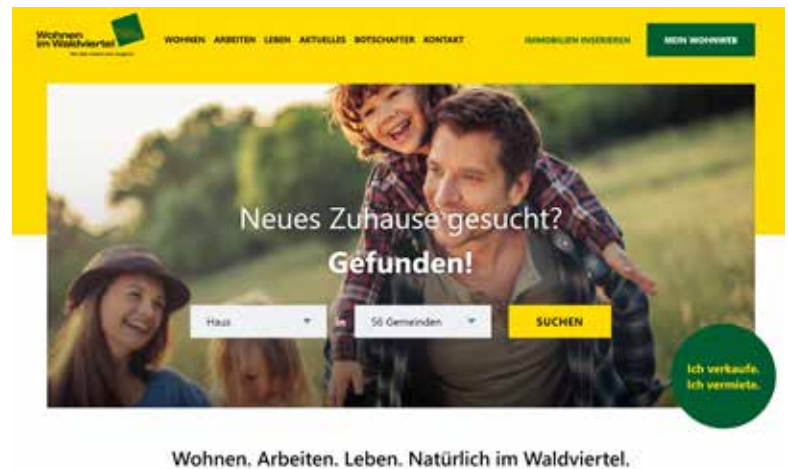 Wohnen
im Waldviertel
WOHNEN ARBEITEN LEBEN AKTUELLES BOTSCHAFTER KONTAKT
IMMOBILIEN INSERIEREN
MEIN WOHNWEB
Neues Zuhause gesucht?
Gefunden!
Haus
in
56 Gemeinden
SUCHEN
Ich verkaufe.
Ich vermiete.
Wohnen. Arbeiten. Leben. Natürlich im Waldviertel.